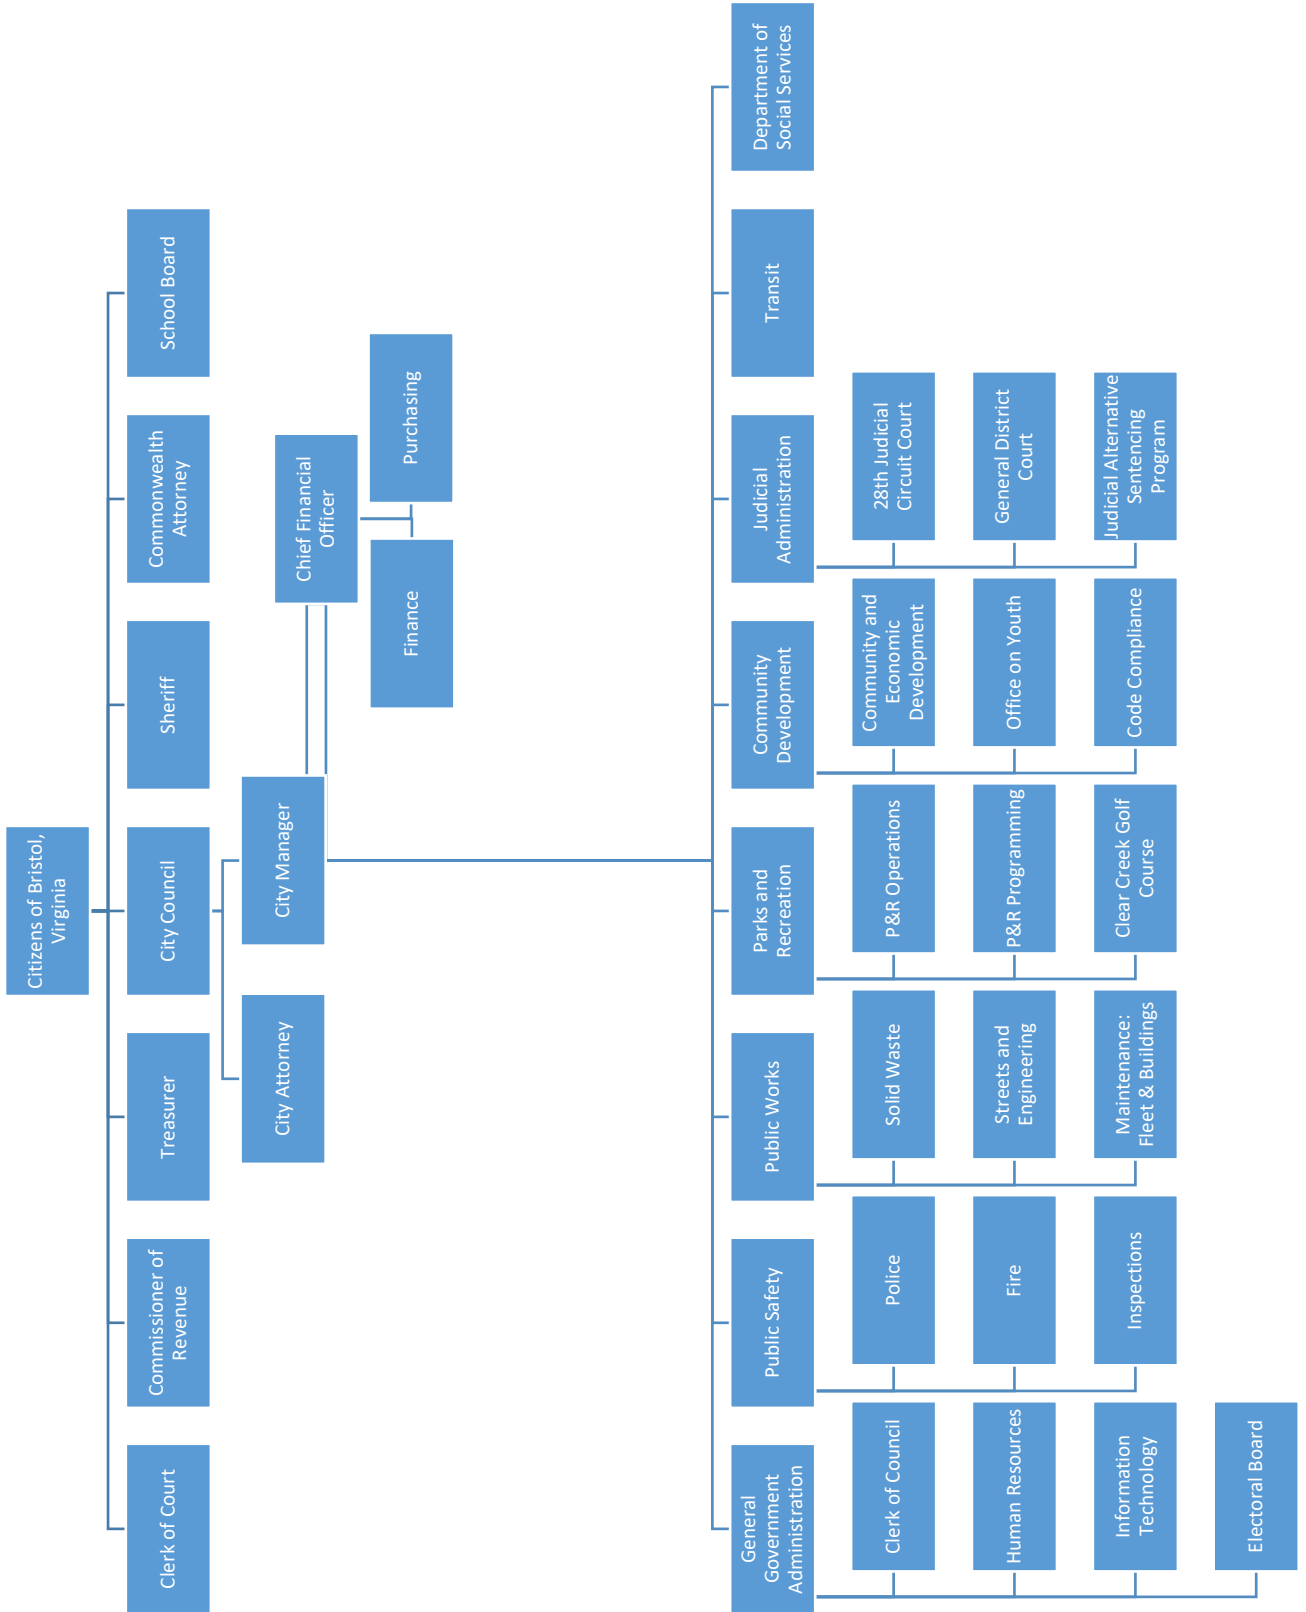 Citizens of Bristol,
Virginia
Clerk of Court
Commissioner of
Revenue
Treasurer
City Council
Sheriff
Commonwealth
Attorney
School Board
City Attorney
City Manager
Chief Financial
Officer
Finance
Purchasing
General
Government
Administration
Clerk of Council
Human Resources
Information
Technology
Electoral Board
Public Safety
Police
Fire
Inspections
Public Works
Solid Waste
Streets and
Engineering
Maintenance:
Fleet & Buildings
Parks and
Recreation
P&R Operations
P&R Programming
Clear Creek Golf
Course
Community
Development
Community and
Economic
Development
Office on Youth
Code Compliance
Judicial
Administration
28th Judicial
Circuit Court
General District
Court
Judicial Alternative
Sentencing
Program
Transit
Department of
Social Services